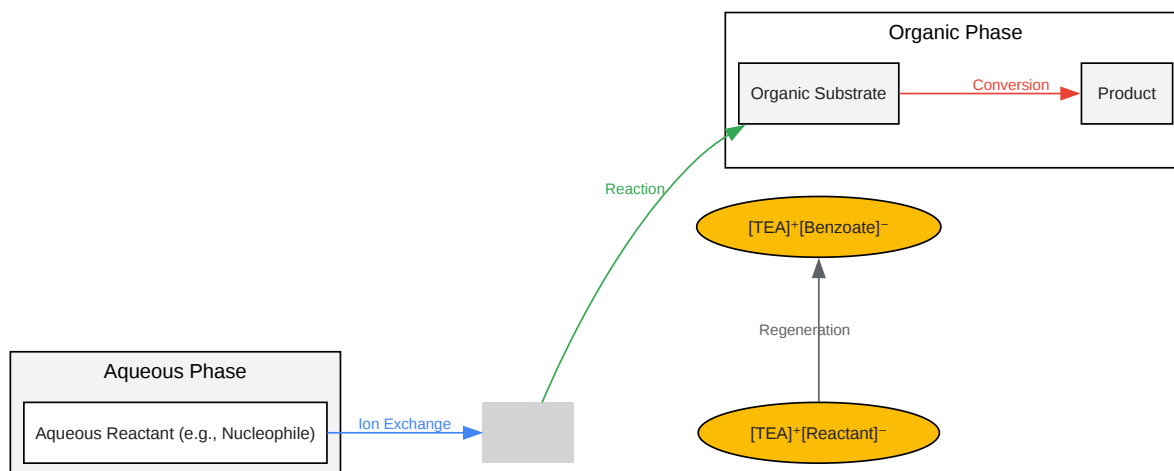 Organic Phase
Organic Substrate
Conversion
Product
Reaction
[TEA]⁺[Benzoate]⁻
Regeneration
Aqueous Phase
Aqueous Reactant (e.g., Nucleophile)
Ion Exchange
[TEA]⁺[Reactant]⁻